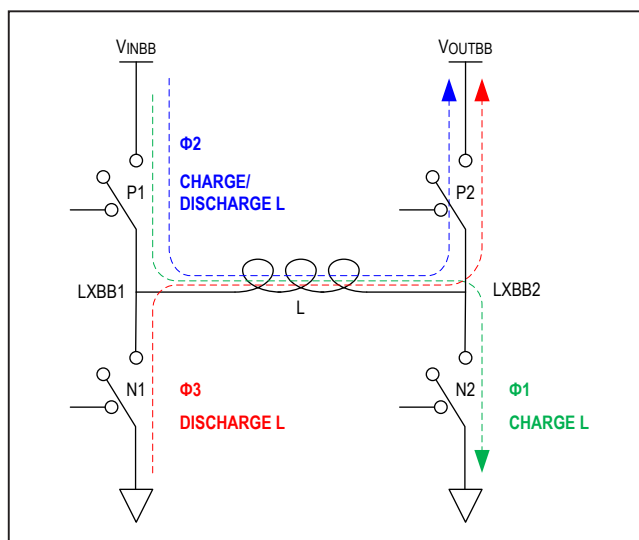 VINBB
VOUTBB
Φ2
CHARGE/
DISCHARGE L
P1
P2
LXBB1
LXBB2
L
N1
N2
Φ3
DISCHARGE L
Φ1
CHARGE L